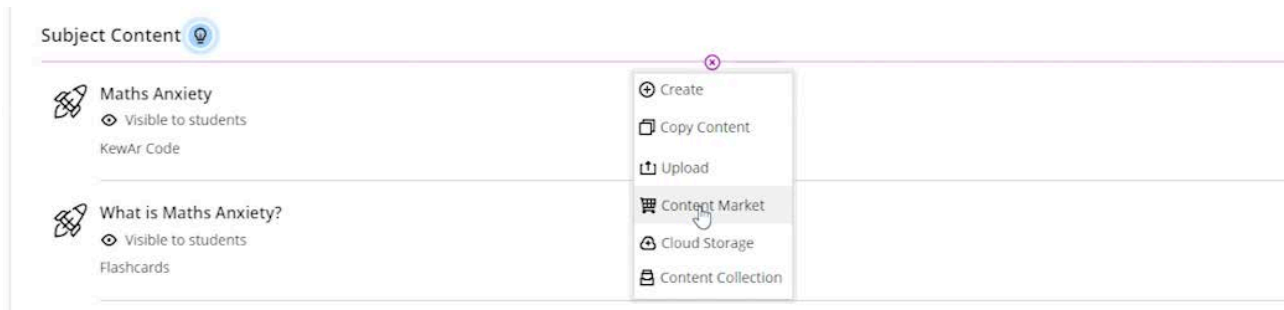 Subject Content
Maths Anxiety
Visible to students
KewAr Code
What is Maths Anxiety?
Visible to students
Flashcards
Create
Copy Content
Upload
Content Market
Cloud Storage
Content Collection